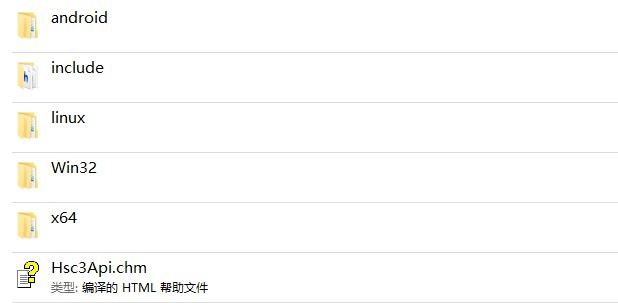 android
include
linux
Win32
x64
Hsc3Api.chm
类型: 编译的 HTML 帮助文件